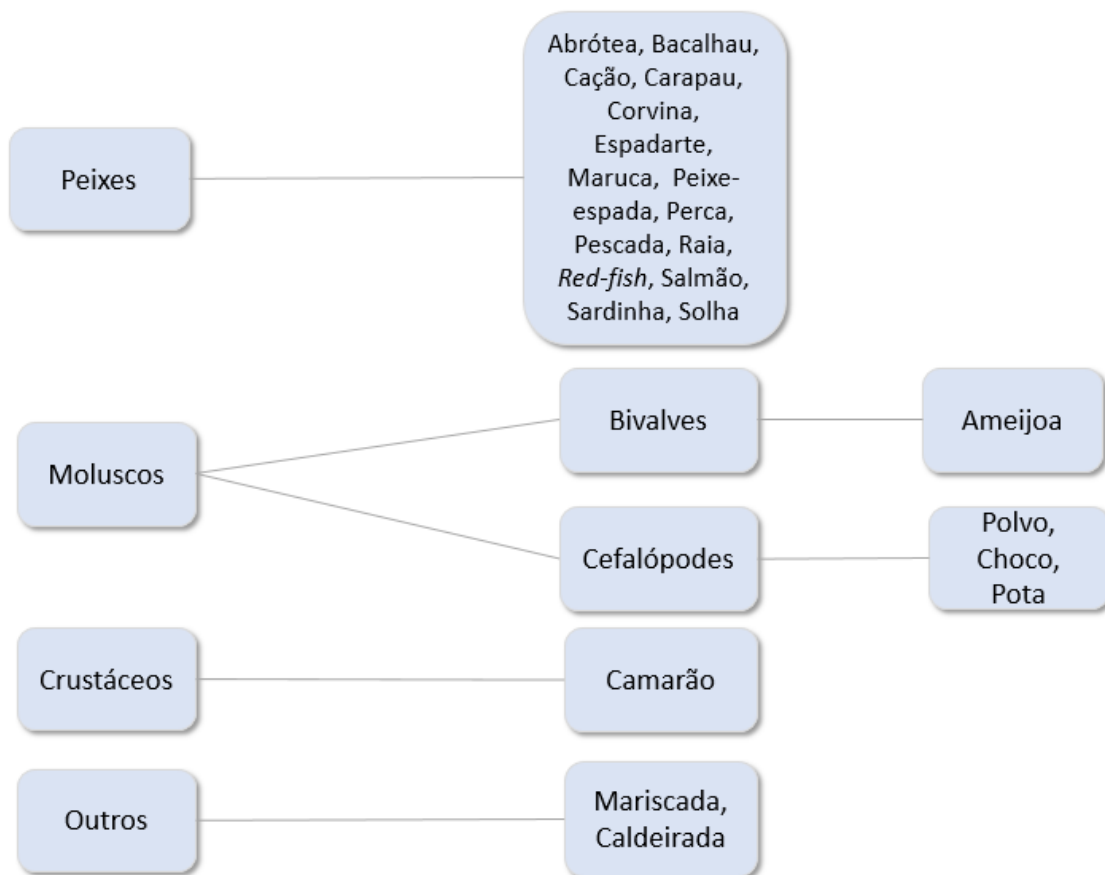 Peixes
Abrótea, Bacalhau,
Cação, Carapau,
Corvina,
Espadarte,
Maruca, Peixe-
espada, Perca,
Pescada, Raia,
Red-fish, Salmão,
Sardinha, Solha
Moluscos
Bivalves
Ameijoa
Cefalópodes
Polvo,
Choco,
Pota
Crustáceos
Camarão
Outros
Mariscada,
Caldeirada